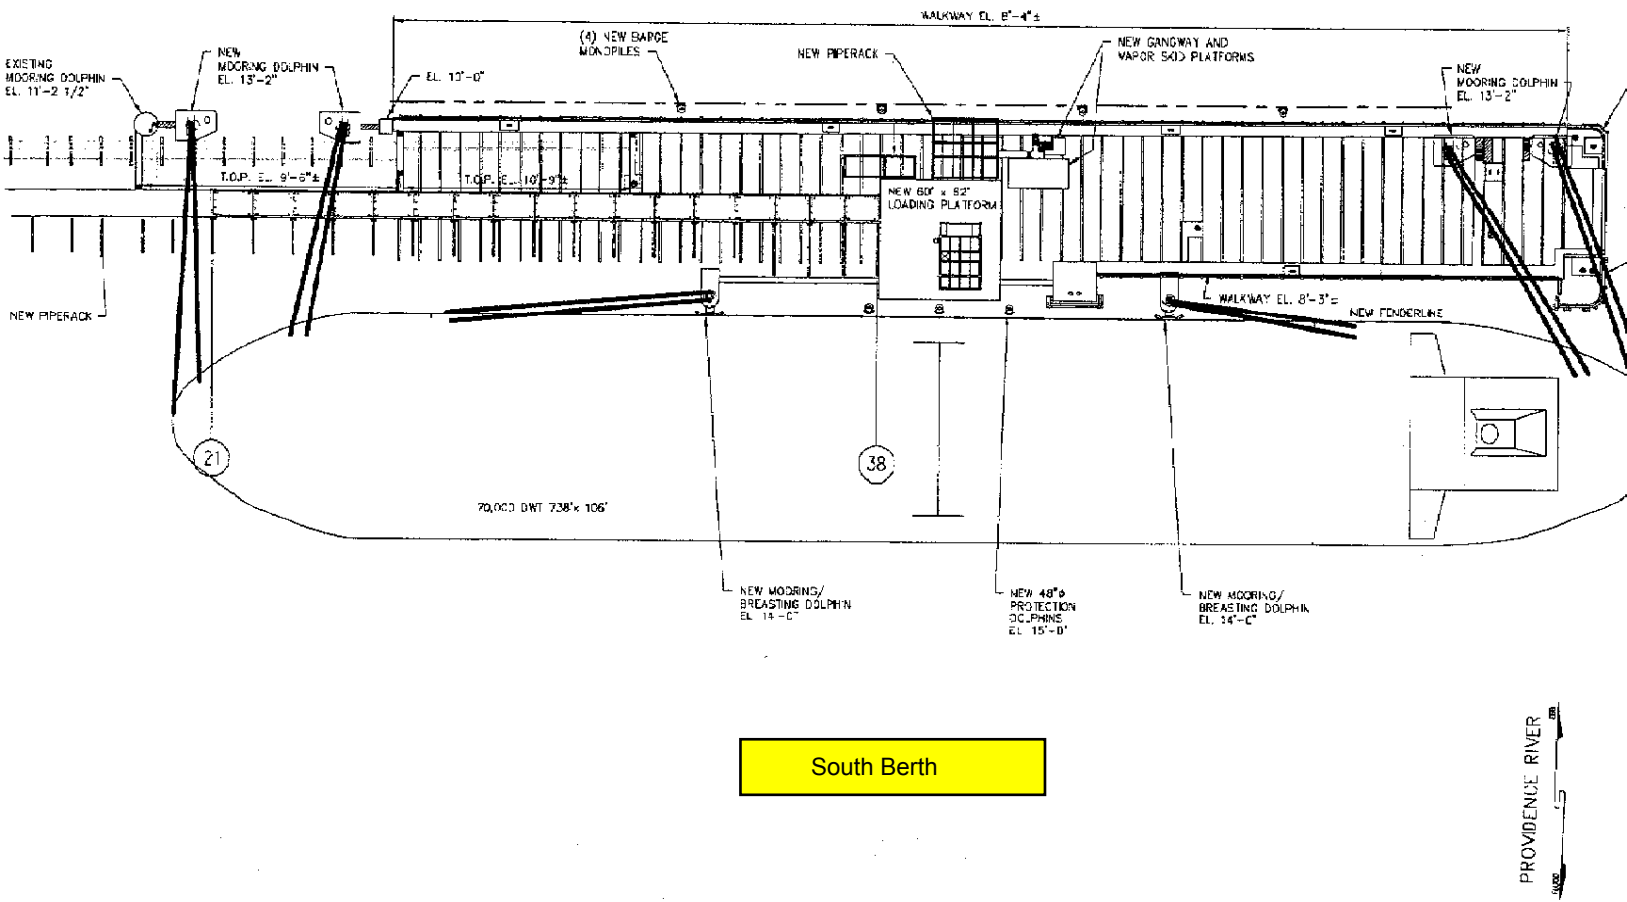 WALKWAY EL. 8'-4"±
(4) NEW BARGE
MONOPILES
NEW PIPERACK
NEW GANGWAY AND
VAPOR SKID PLATFORMS
EXISTING
MOORING DOLPHIN
EL. 11'-2 1/2"
NEW
MOORING DOLPHIN
EL. 13'-2"
EL. 10'-0"
NEW
MOORING DOLPHIN
EL. 13'-2"
T.O.P. EL. 9'-6"±
T.O.P. EL. 10'-9"±
NEW 60' x 82'
LOADING PLATFORM
NEW PIPERACK
WALKWAY EL. 8'-3"±
NEW FENDERLINE
21
38
70,000 DWT 738' x 106'
NEW MOORING/
BREASTING DOLPHIN
EL. 14'-0"
NEW 48"ø
PROTECTION
DOLPHINS
EL. 15'-0"
NEW MOORING/
BREASTING DOLPHIN
EL. 14'-0"
South Berth
PROVIDENCE RIVER